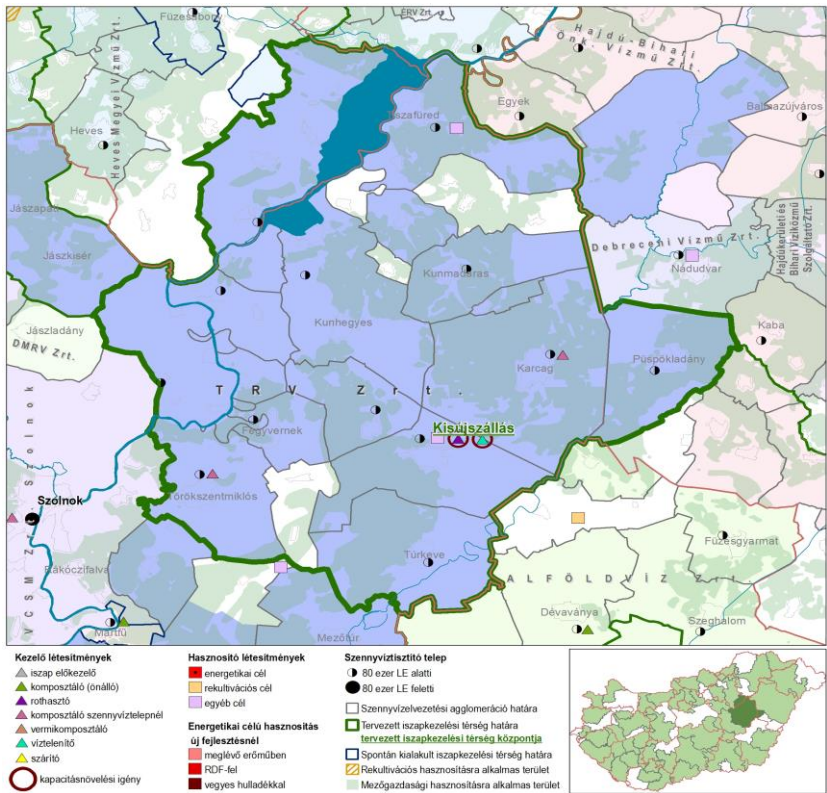 Füzesabony
ÉRV Zrt.
Hajdú-Bihari
Önk. Vízmű Zrt.
Heves Megyei Vízmű Zrt.
Heves
Tiszafüred
Egyek
Balmazújváros
Jászapáti
Jászkisér
Debreceni Vízmű Zrt.
Hajdúkerületi és
Bihari Víziközmű
Szolgáltató Zrt.
Nádudvar
Kunmadaras
Kunhegyes
Jászladány
DMRV Zrt.
Kaba
Karcag
Püspökladány
TRV Zrt.
Fegyvernek
Kisújszállás
Törökszentmiklós
Szolnok
VCSM Zrt. Szolnok
Rákóczifalva
Túrkeve
Füzesgyarmat
ALFÖLDVÍZ Zrt.
Dévaványa
Szeghalom
Martfű
Mezőtúr
Kezelő létesítmények
iszap előkezelő
komposztáló (önálló)
rothasztó
komposztáló szennyvíztelepnél
vermikomposztáló
víztelenítő
szárító
kapacitásnövelési igény
Hasznosító létesítmények
energetikai cél
rekultivációs cél
egyéb cél
Energetikai célú hasznosítás
új fejlesztésnél
meglévő erőműben
RDF-fel
vegyes hulladékkal
Szennyvíztisztító telep
80 ezer LE alatti
80 ezer LE feletti
Szennyvízelvezetési agglomeráció határa
Tervezett iszapkezelési térség határa
tervezett iszapkezelési térség központja
Spontán kialakult iszapkezelési térség határa
Rekultivációs hasznosításra alkalmas terület
Mezőgazdasági hasznosításra alkalmas terület